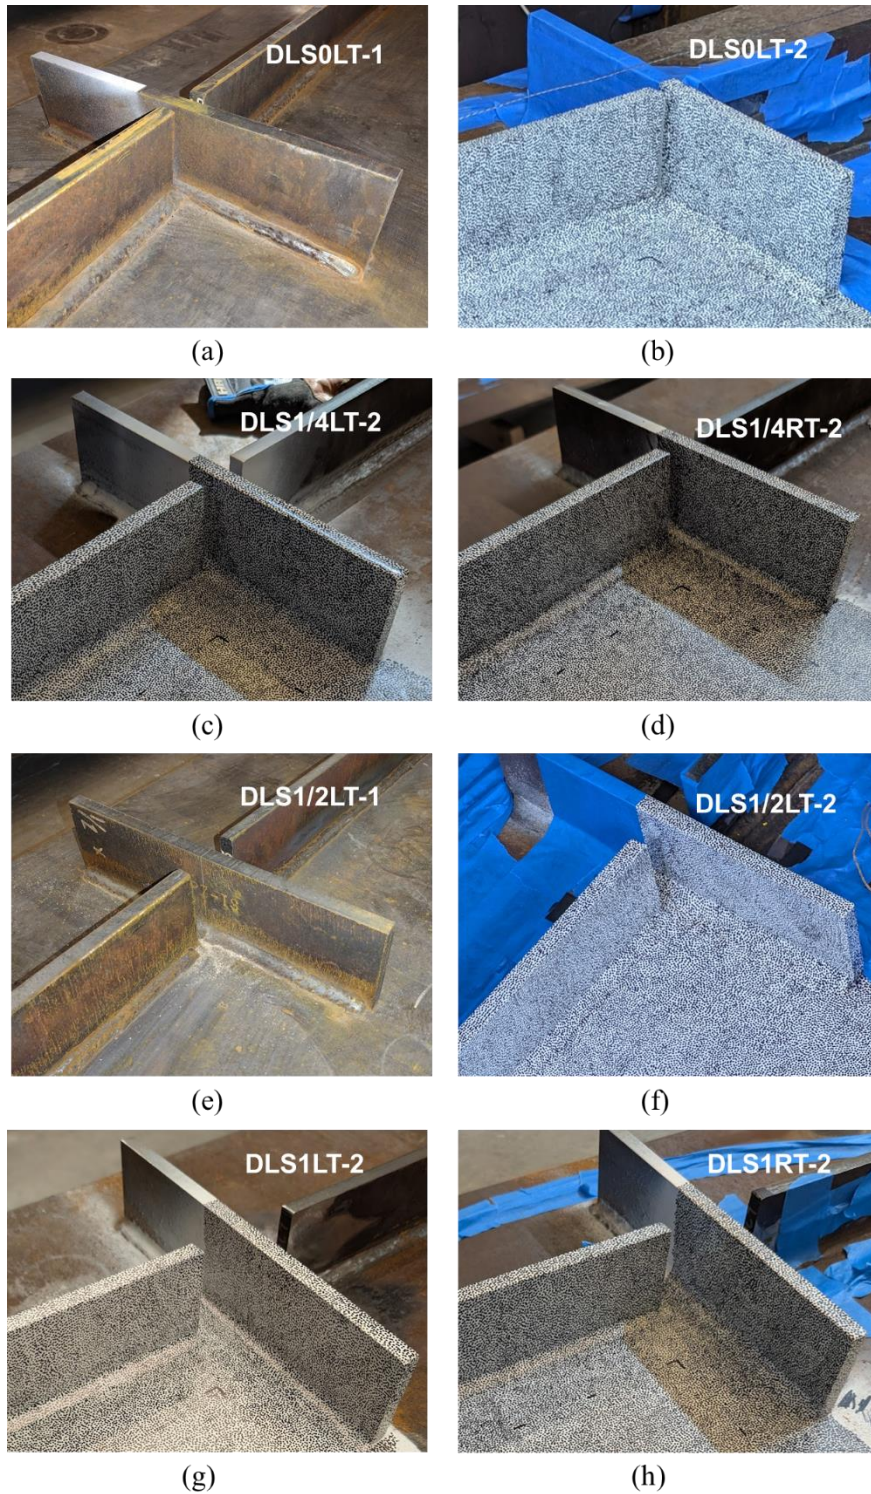 DLS0LT-1
DLS0LT-2
(a)
(b)
DLS1/4LT-2
DLS1/4RT-2
(c)
(d)
DLS1/2LT-1
DLS1/2LT-2
(e)
(f)
DLS1LT-2
DLS1RT-2
(g)
(h)